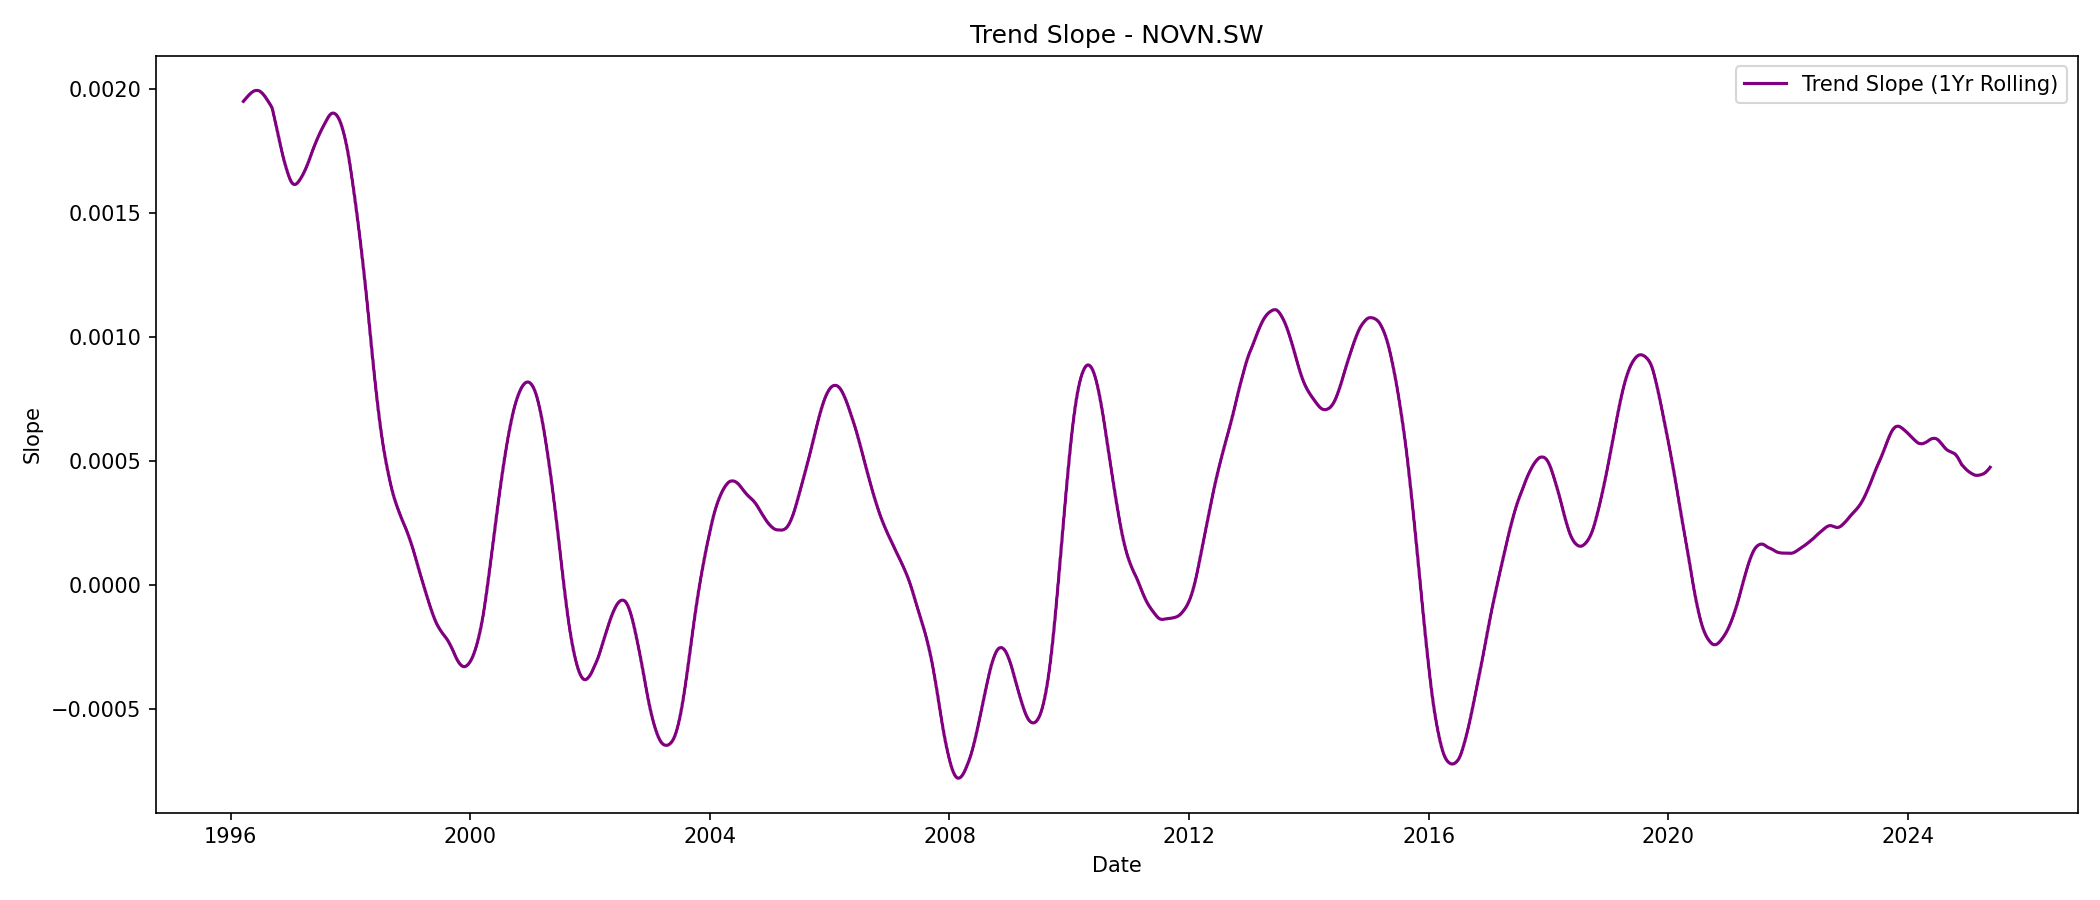 Trend Slope - NOVN.SW
Trend Slope (1Yr Rolling)
Slope
0.0020
0.0015
0.0010
0.0005
0.0000
−0.0005
1996 2000 2004 2008 2012 2016 2020 2024
Date